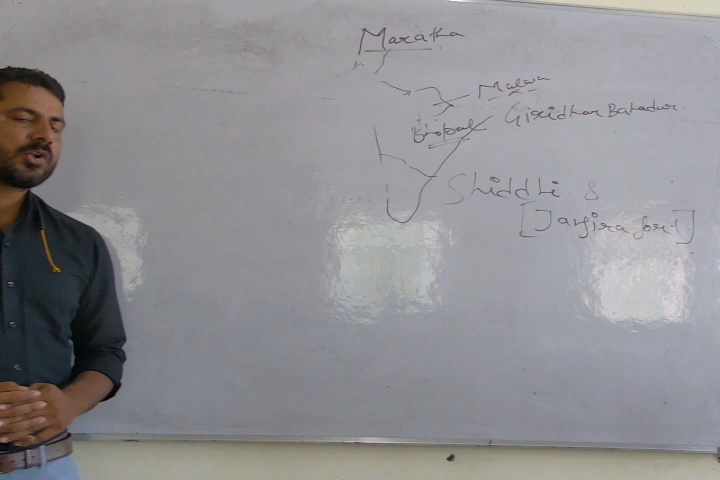 Maratha
Malwa
Bhopal Giridhar Bahadur
Shiddhi &
[Janjira fort]